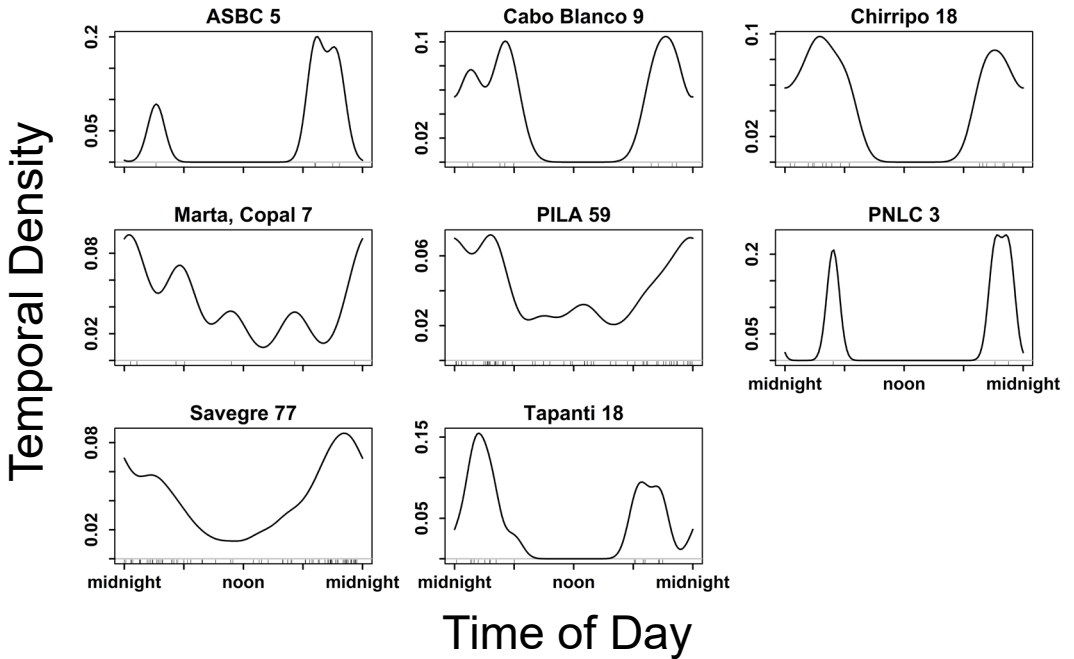 ASBC 5
Cabo Blanco 9
Chirripo 18
0.2
0.05
0.1
0.02
0.1
0.02
Temporal Density
Marta, Copal 7
PILA 59
PNLC 3
0.08
0.02
0.06
0.02
0.2
0.05
midnight noon midnight
Savegre 77
Tapanti 18
0.08
0.02
0.15
0.05
midnight noon midnight
midnight noon midnight
Time of Day